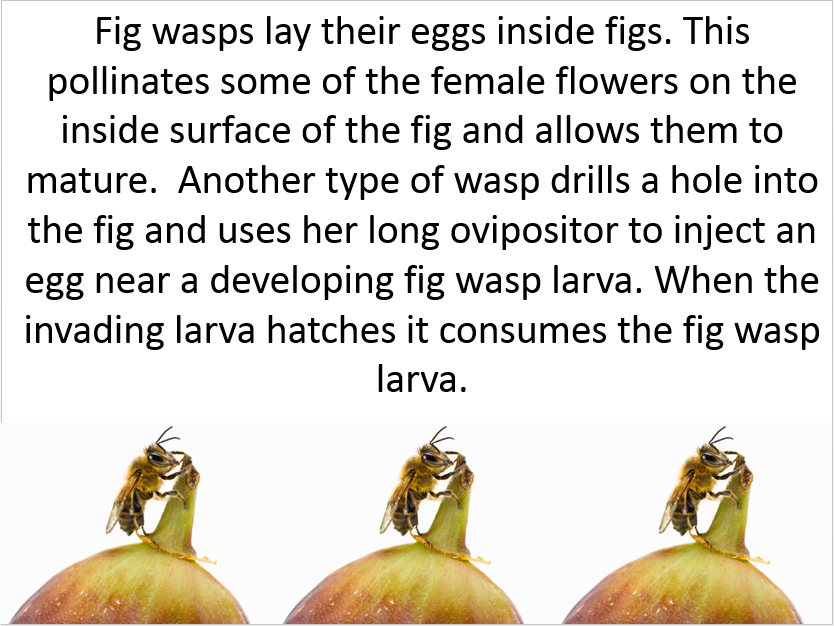 Fig wasps lay their eggs inside figs. This
pollinates some of the female flowers on the
inside surface of the fig and allows them to
mature.  Another type of wasp drills a hole into
the fig and uses her long ovipositor to inject an
egg near a developing fig wasp larva. When the
invading larva hatches it consumes the fig wasp
larva.